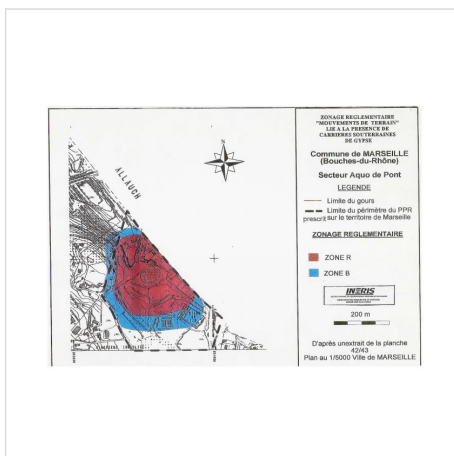 ZONAGE REGLEMENTAIRE
"MOUVEMENTS DE TERRAIN"
LIE A LA PRESENCE DE
CARRIERES SOUTERRAINES
DE GYPSE
Commune de MARSEILLE
(Bouches-du-Rhône)
Secteur Aquo de Pont
LEGENDE
Limite du gours
Limite du périmètre du PPR
prescrit sur le territoire de Marseille
ZONAGE REGLEMENTAIRE
ZONE R
ZONE B
INERIS
200 m
D'après unextrait de la planche
42/43
Plan au 1/5000 Ville de MARSEILLE
N
ALLAUCH